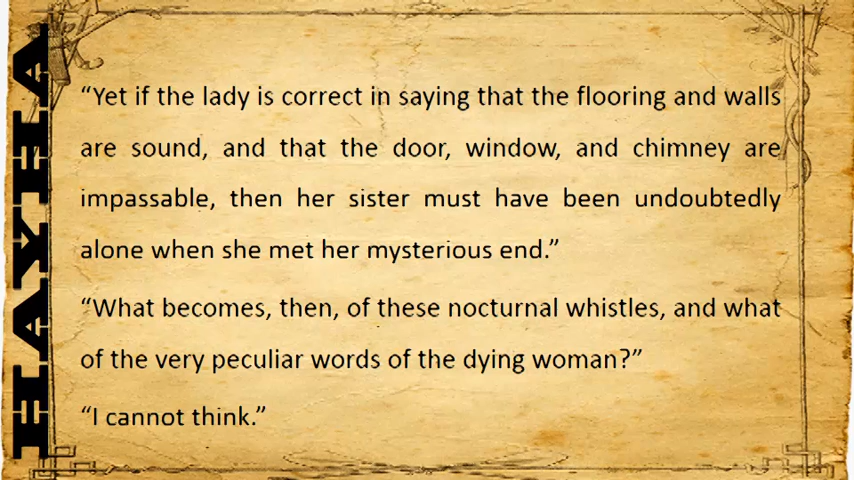 HAYHA
“Yet if the lady is correct in saying that the flooring and walls
are sound, and that the door, window, and chimney are
impassable, then her sister must have been undoubtedly
alone when she met her mysterious end.”
“What becomes, then, of these nocturnal whistles, and what
of the very peculiar words of the dying woman?”
“I cannot think.”